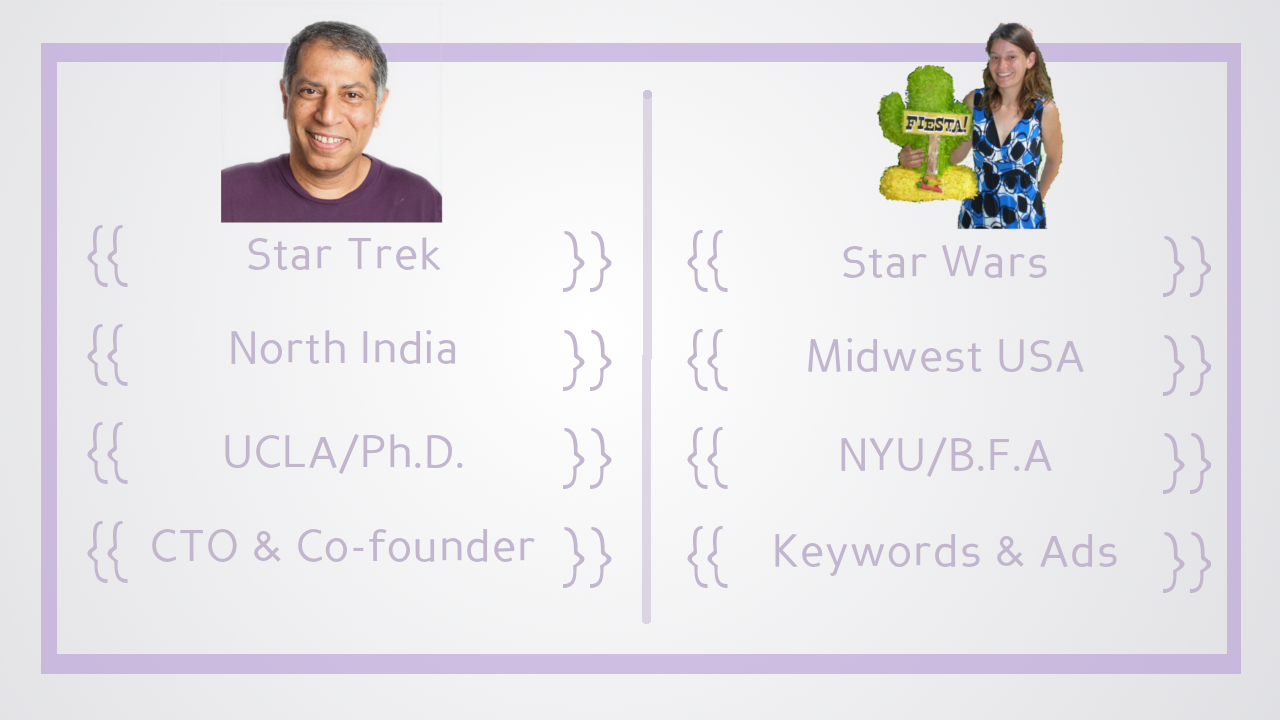 FIESTA!
{{ Star Trek }}
{{ North India }}
{{ UCLA/Ph.D. }}
{{ CTO & Co-founder }}
{{ Star Wars }}
{{ Midwest USA }}
{{ NYU/B.F.A }}
{{ Keywords & Ads }}